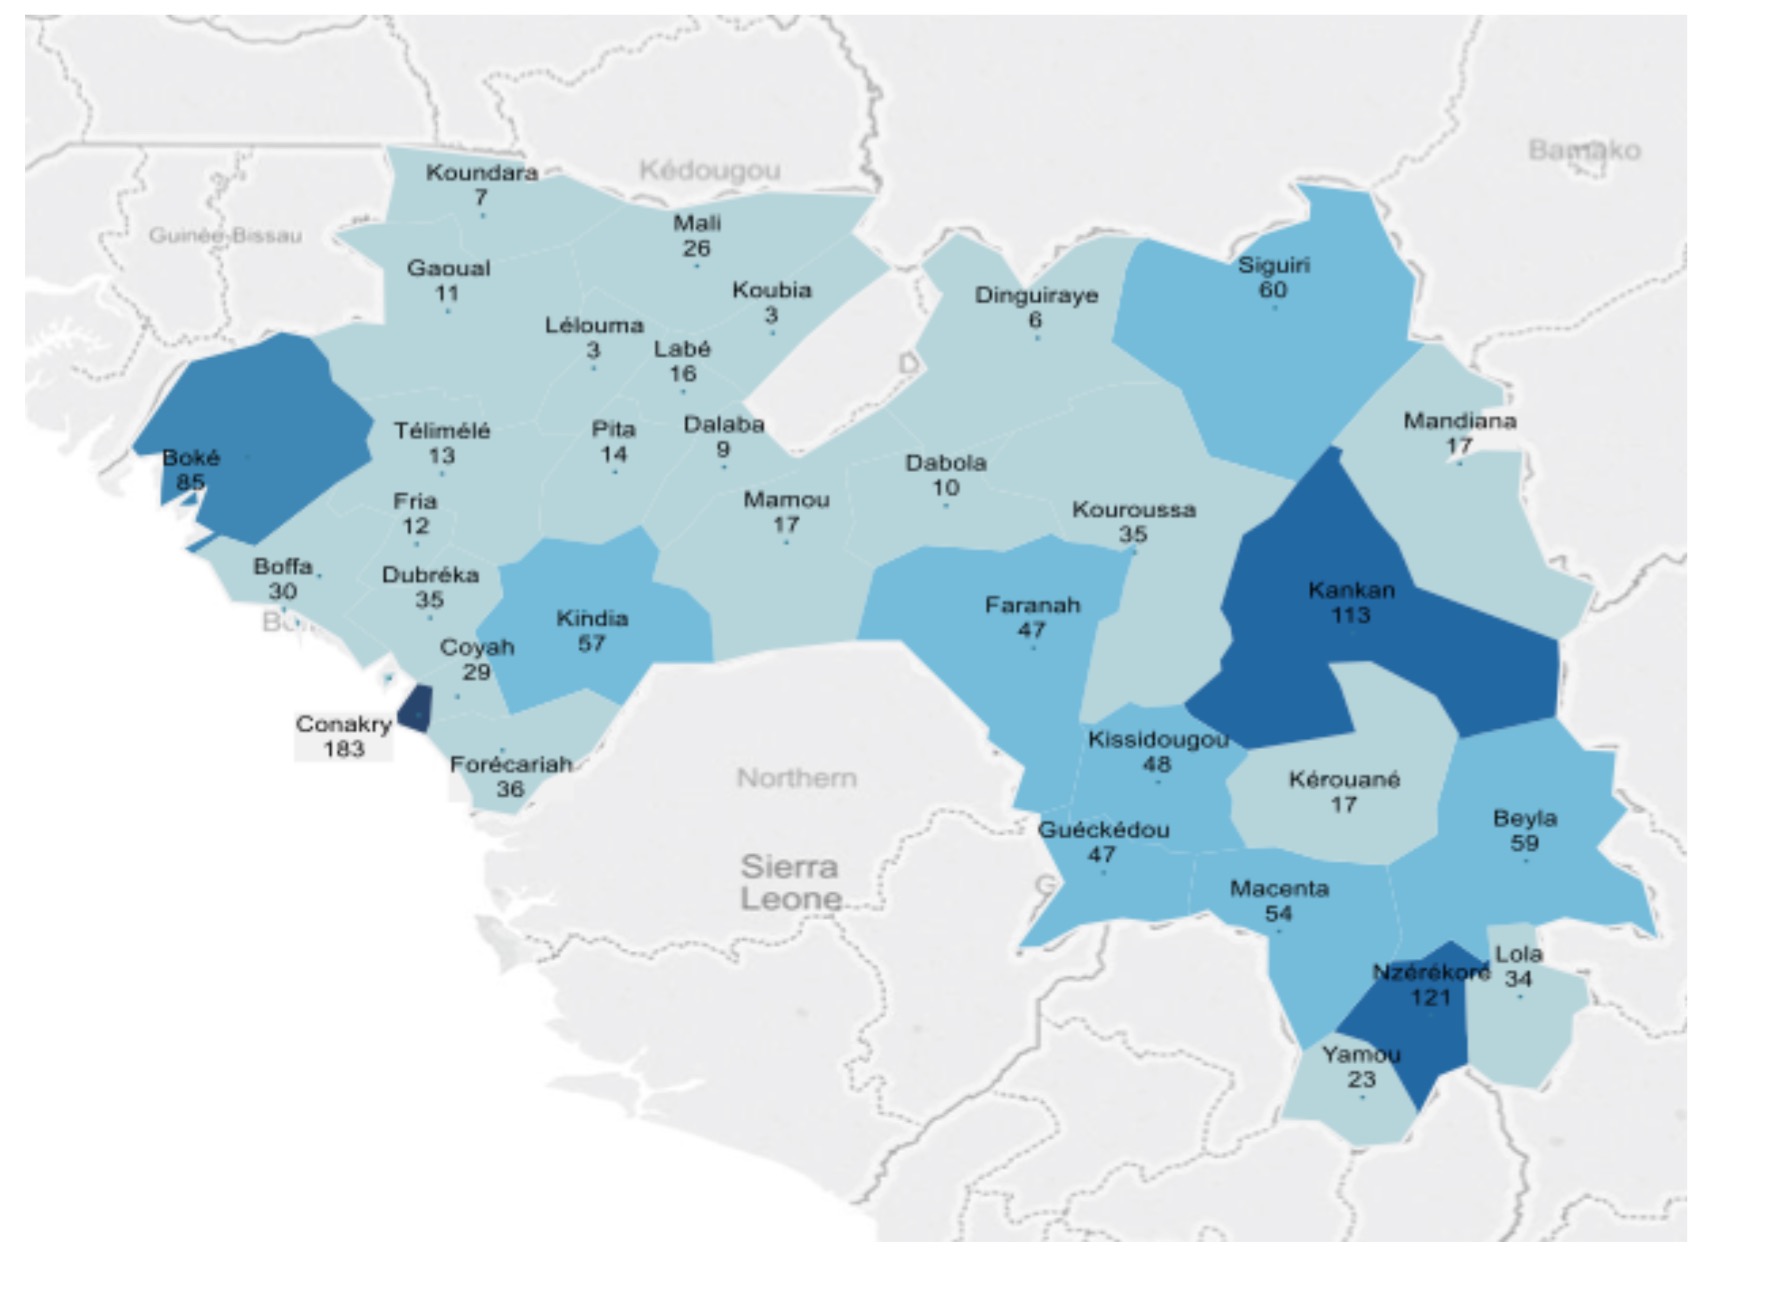 Koundara
7
Kédougou
Bamako
Mali
26
Guinée-Bissau
Gaoual
11
Koubia
3
Dinguiraye
6
Siguiri
60
Lélouma
3
Labé
16
D
Télimélé
13
Pita
14
Dalaba
9
Mandiana
17
Boké
85
Dabola
10
Fria
12
Mamou
17
Kouroussa
35
Boffa
30
Dubréka
35
Kindia
57
Faranah
47
Kankan
113
Coyah
29
Conakry
183
Forécariah
36
Northern
Kissidougou
48
Kérouané
17
Guéckédou
47
Beyla
59
Sierra
Leone
G
Macenta
54
Nzérékoré
121
Lola
34
Yamou
23